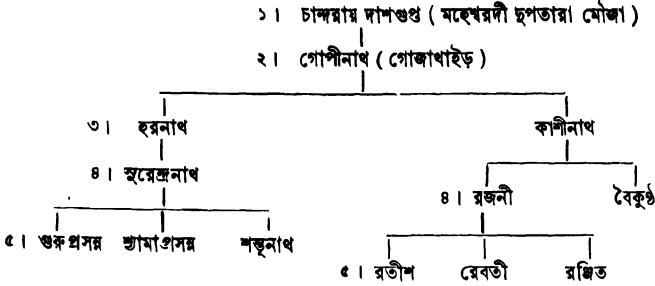 ১। চান্দরায় দাশগুপ্ত ( মহেশ্বরদী দুপতারা মৌজা )
২। গোপীনাথ ( গোজাথাইড় )
৩। হরনাথ কাশীনাথ
৪। সুরেন্দ্রনাথ
৪। রজনী বৈকুণ্ঠ
৫। গুরুপ্রসন্ন শ্যামাপ্রসন্ন শম্ভুনাথ
৫। রতীশ রেবতী রঞ্জিত